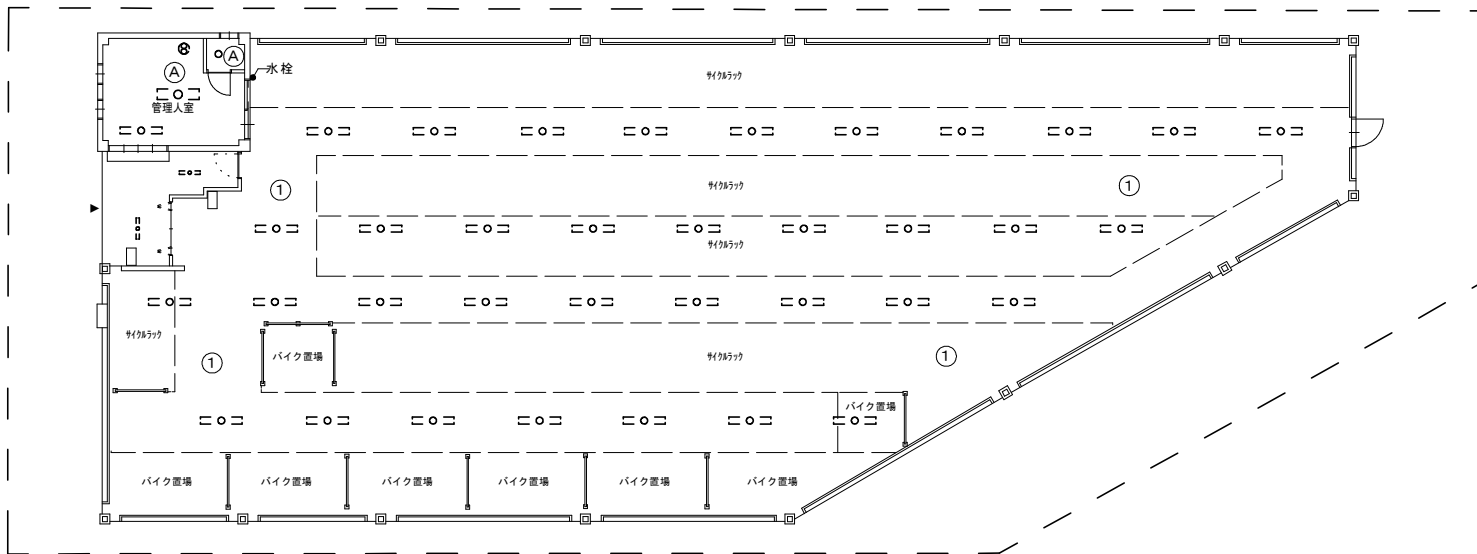 Ⓐ
Ⓐ
水栓
管理人室
サイクルラック
①
サイクルラック
①
サイクルラック
サイクルラック
①
バイク置場
サイクルラック
①
バイク置場
バイク置場
バイク置場
バイク置場
バイク置場
バイク置場
バイク置場